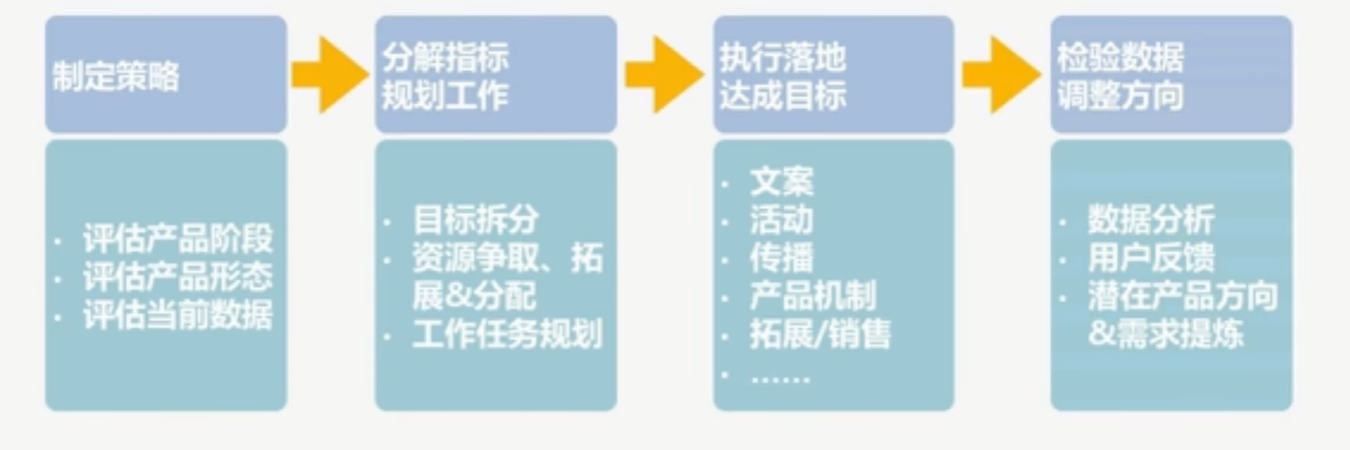 制定策略
分解指标
规划工作
执行落地
达成目标
检验数据
调整方向
· 评估产品阶段
· 评估产品形态
· 评估当前数据
· 目标拆分
· 资源争取、拓
展&分配
· 工作任务规划
· 文案
· 活动
· 传播
· 产品机制
· 拓展/销售
· ......
· 数据分析
· 用户反馈
· 潜在产品方向
&需求提炼